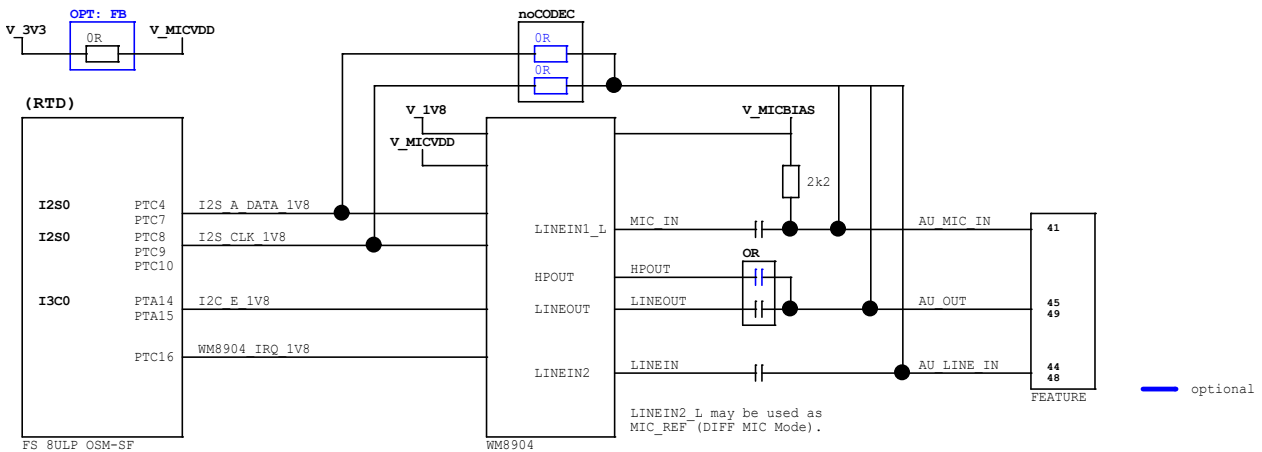 OPT: FB
noCODEC
V_3V3
V_MICVDD
0R
0R
0R
(RTD)
V_1V8
V_MICBIAS
V_MICVDD
2k2
I2S0
PTC4
I2S_A_DATA_1V8
PTC7
I2S0
PTC8
I2S_CLK_1V8
PTC9
PTC10
LINEIN1_L
MIC_IN
AU_MIC_IN
41
OR
HPOUT
HPOUT
I3C0
PTA14
I2C_E_1V8
PTA15
LINEOUT
LINEOUT
AU_OUT
45
49
PTC16
WM8904_IRQ_1V8
LINEIN2
LINEIN
AU_LINE_IN
44
48
FEATURE
optional
LINEIN2_L may be used as
MIC_REF (DIFF MIC Mode).
FS 8ULP OSM-SF
WM8904